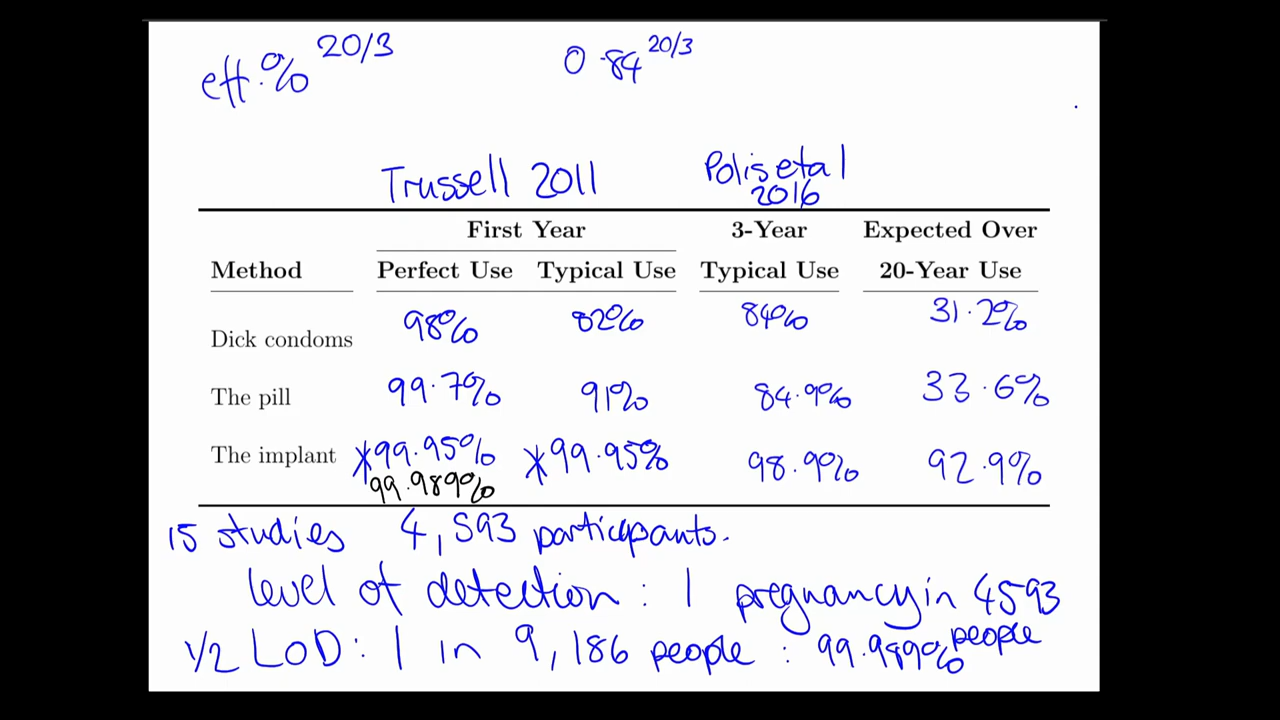 eff.% 20/3 0.84 20/3
Trussell 2011 Polis et al
2016
First Year 3-Year Expected Over
Method Perfect Use Typical Use Typical Use 20-Year Use
Dick condoms 98% 82% 84% 31.2%
The pill 99.7% 91% 84.9% 33.6%
The implant *99.95% *99.95% 98.9% 92.9%
99.989%
15 studies 4,593 participants.
level of detection : 1 pregnancy in 4593
people
1/2 LOD : 1 in 9,186 people : 99.989%